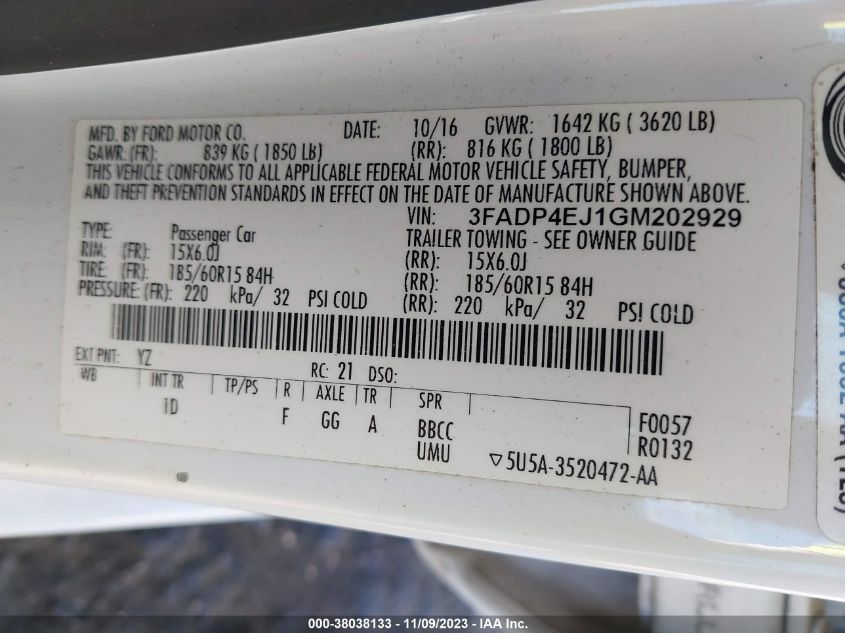 MFD. BY FORD MOTOR CO. DATE: 10/16 GVWR: 1642 KG ( 3620 LB)
GAWR: (FR): 839 KG ( 1850 LB) (RR): 816 KG ( 1800 LB)
THIS VEHICLE CONFORMS TO ALL APPLICABLE FEDERAL MOTOR VEHICLE SAFETY, BUMPER,
AND THEFT PREVENTION STANDARDS IN EFFECT ON THE DATE OF MANUFACTURE SHOWN ABOVE.
VIN: 3FADP4EJ1GM202929
TYPE: Passenger Car TRAILER TOWING - SEE OWNER GUIDE
RIM: (FR): 15X6.0J (RR): 15X6.0J
TIRE: (FR): 185/60R15 84H (RR): 185/60R15 84H
PRESSURE: (FR): 220 kPa/ 32 PSI COLD (RR): 220 kPa/ 32 PSI COLD
EXT PNT: YZ RC: 21 DSO:
WB INT TR TP/PS R AXLE TR SPR
iD F GG A BBCC F0057
UMU R0132
▽5U5A-3520472-AA
000-38038133 - 11/09/2023 - IAAI.com